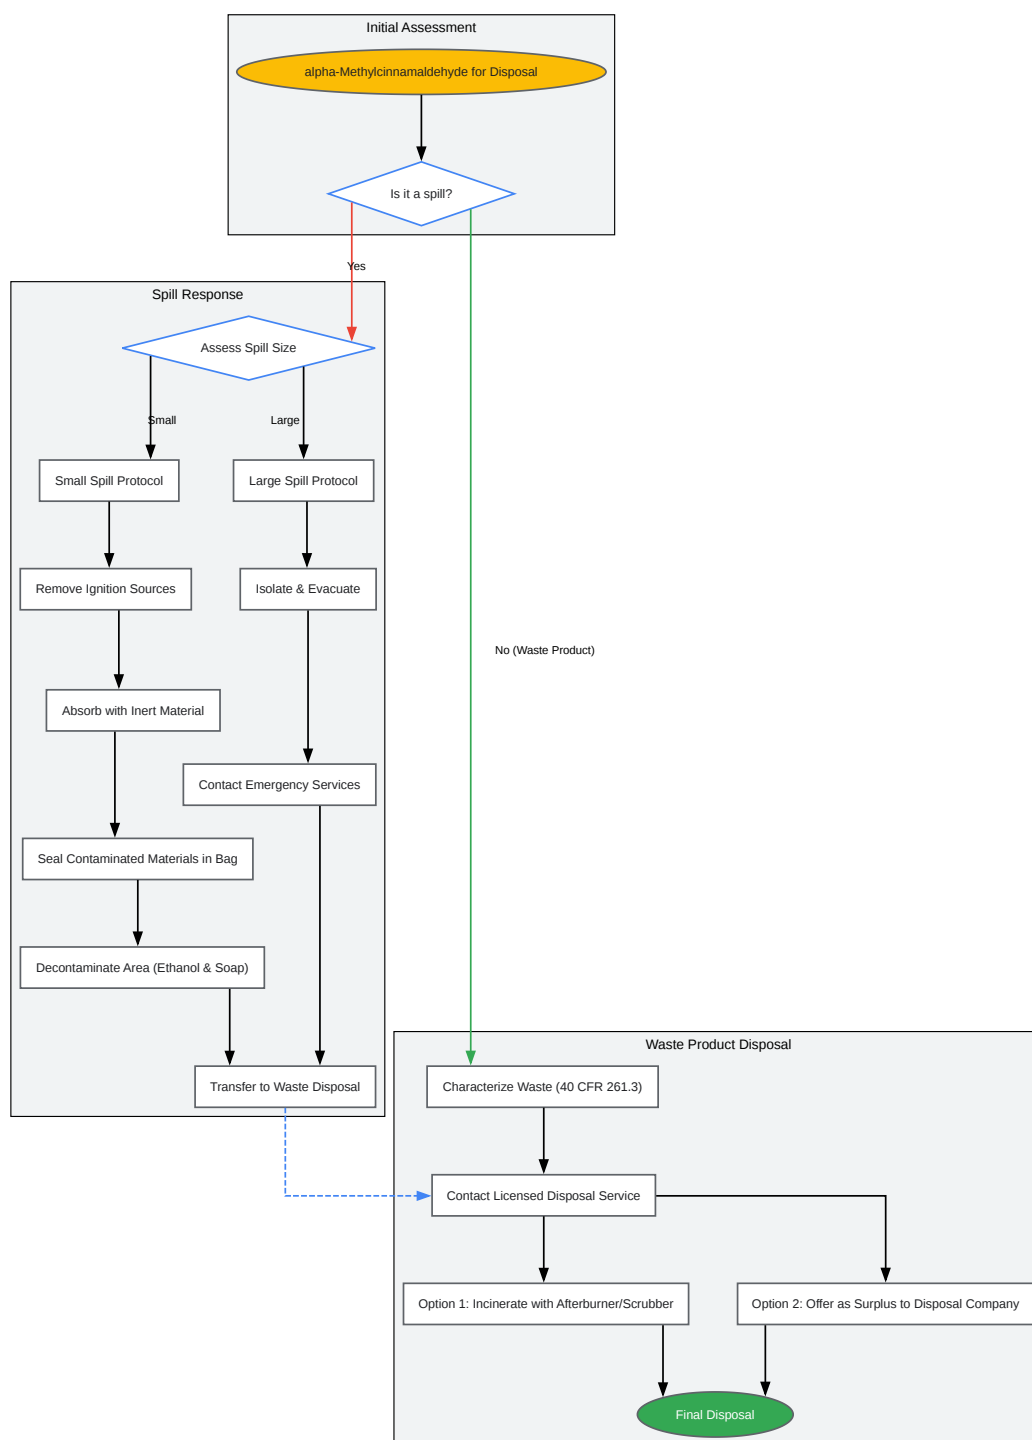 Initial Assessment
alpha-Methylcinnamaldehyde for Disposal
Is it a spill?
Yes
Spill Response
Assess Spill Size
Small
Large
Small Spill Protocol
Large Spill Protocol
Remove Ignition Sources
Isolate & Evacuate
No (Waste Product)
Absorb with Inert Material
Contact Emergency Services
Seal Contaminated Materials in Bag
Decontaminate Area (Ethanol & Soap)
Transfer to Waste Disposal
Waste Product Disposal
Characterize Waste (40 CFR 261.3)
Contact Licensed Disposal Service
Option 1: Incinerate with Afterburner/Scrubber
Option 2: Offer as Surplus to Disposal Company
Final Disposal